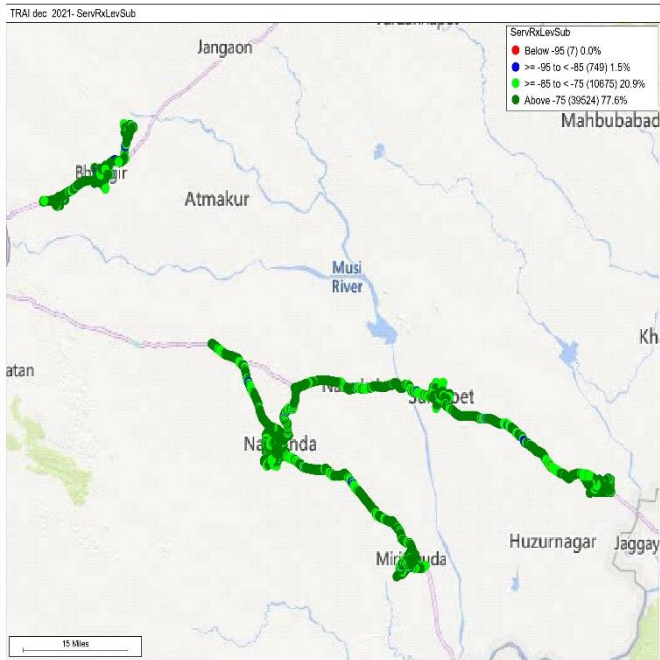 TRAI dec 2021- ServRxLevSub
ServRxLevSub
Below -95 (7) 0.0%
>= -95 to < -85 (749) 1.5%
>= -85 to < -75 (10675) 20.9%
Above -75 (39524) 77.6%
Jangaon
Mahbubabad
Atmakur
Musi
River
Kh
atan
Huzurnagar
Jaggay
15 Miles